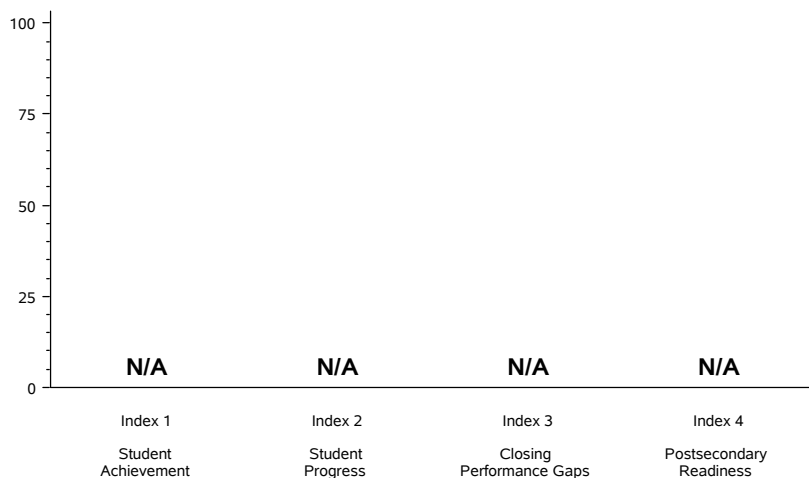 100
75
50
25
0
N/A N/A N/A N/A
Index 1 Index 2 Index 3 Index 4
Student Student Closing Postsecondary
Achievement Progress Performance Gaps Readiness